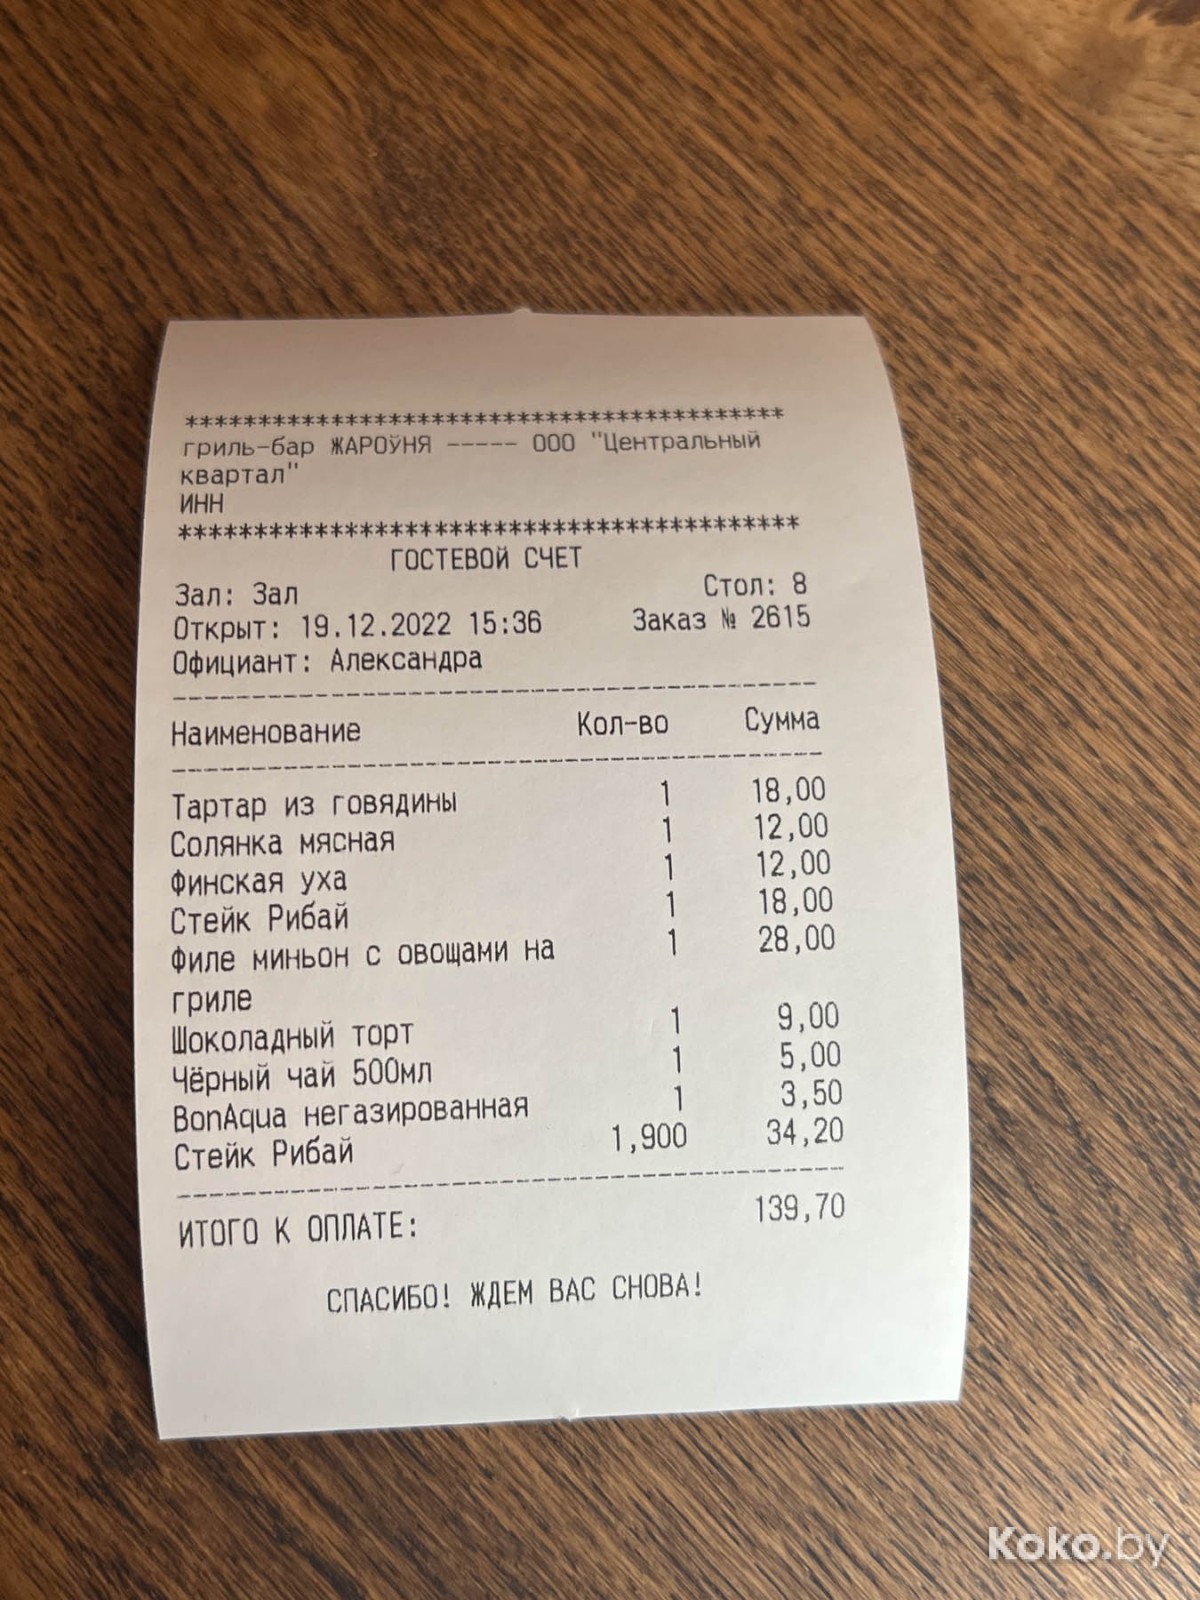 ******************************************
гриль-бар ЖАРОЎНЯ ----- ООО "Центральный
квартал"
ИНН
******************************************
ГОСТЕВОЙ СЧЕТ
Зал: Зал Стол: 8
Открыт: 19.12.2022 15:36 Заказ № 2615
Официант: Александра
Наименование Кол-во Сумма
Тартар из говядины 1 18,00
Солянка мясная 1 12,00
Финская уха 1 12,00
Стейк Рибай 1 18,00
Филе миньон с овощами на 1 28,00
гриле
Шоколадный торт 1 9,00
Чёрный чай 500мл 1 5,00
BonAqua негазированная 1 3,50
Стейк Рибай 1,900 34,20
ИТОГО К ОПЛАТЕ: 139,70
СПАСИБО! ЖДЕМ ВАС СНОВА!
Koko.by